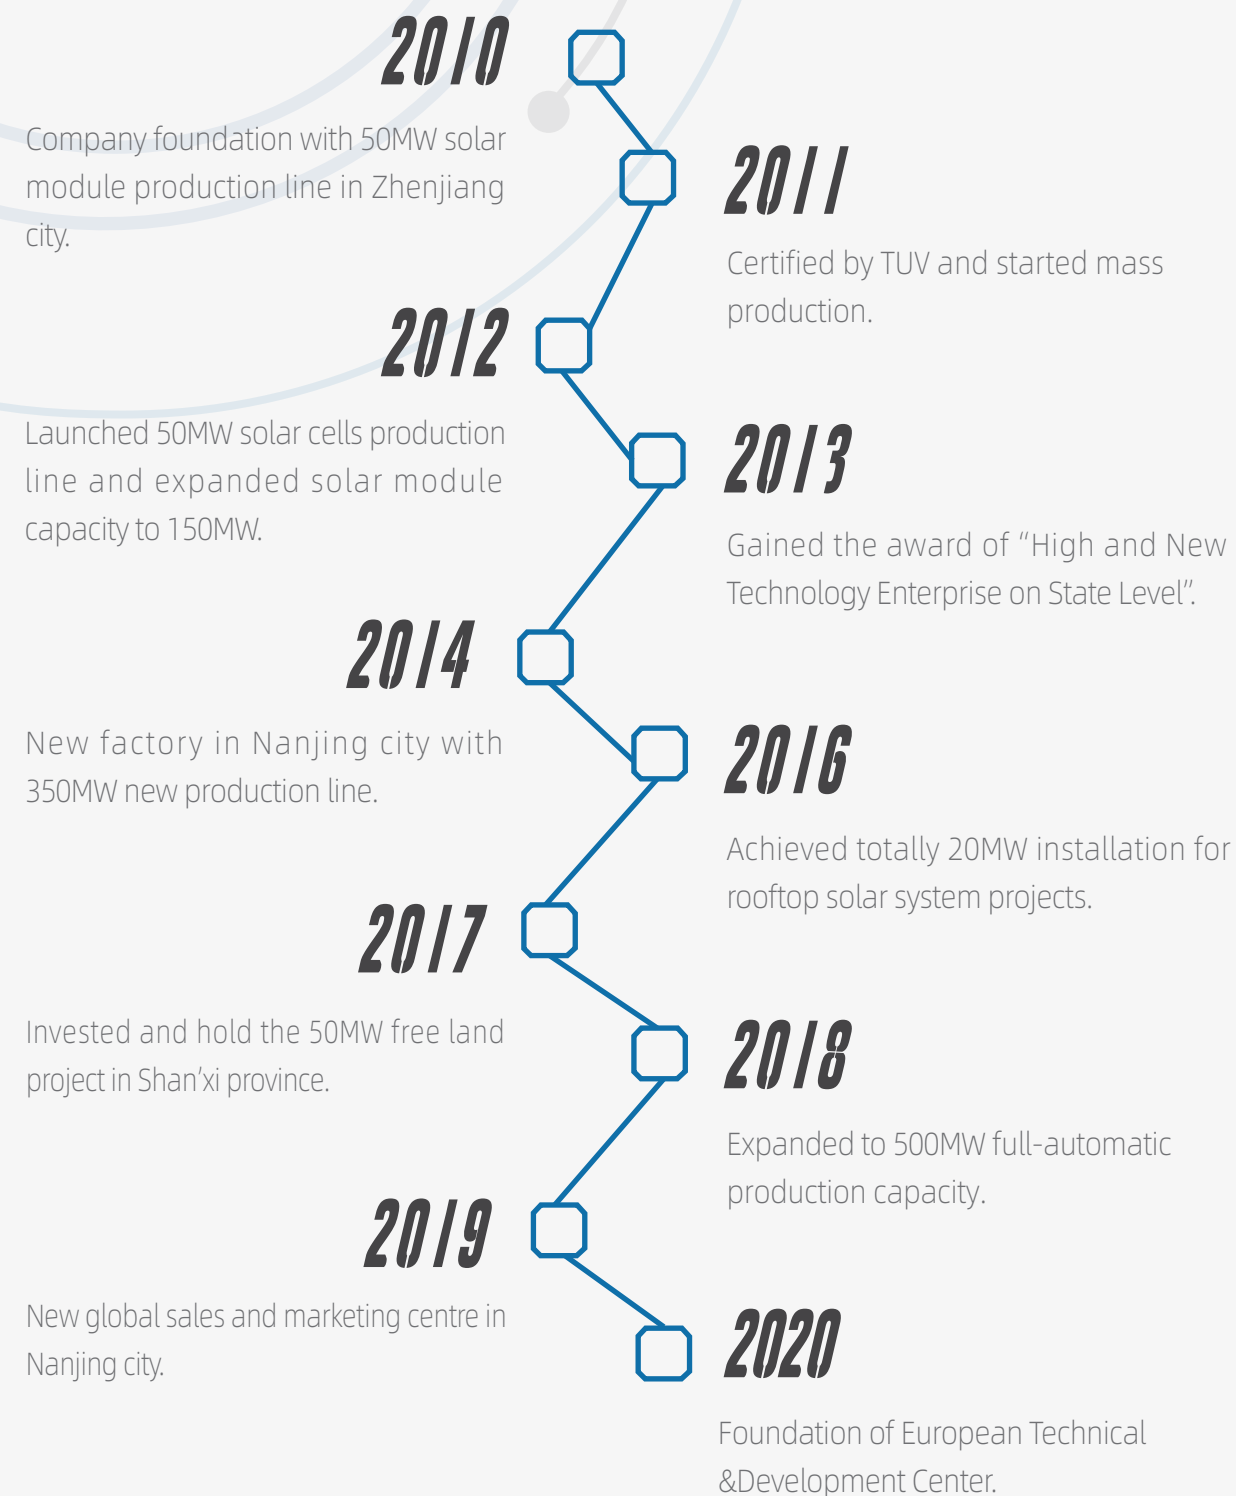 2010
Company foundation with 50MW solar
module production line in Zhenjiang
city.
2011
Certified by TUV and started mass
production.
2012
Launched 50MW solar cells production
line and expanded solar module
capacity to 150MW.
2013
Gained the award of “High and New
Technology Enterprise on State Level”.
2014
New factory in Nanjing city with
350MW new production line.
2016
Achieved totally 20MW installation for
rooftop solar system projects.
2017
Invested and hold the 50MW free land
project in Shan’xi province.
2018
Expanded to 500MW full-automatic
production capacity.
2019
New global sales and marketing centre in
Nanjing city.
2020
Foundation of European Technical
&Development Center.